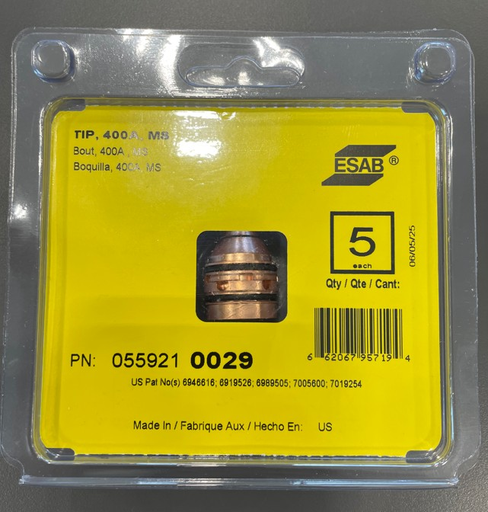 TIP, 400A, MS
Bout, 400A, MS
Boquilla, 400A, MS
ESAB®
5
each
Qty / Qte / Cant:
06/05/25
6 62067 95719 4
PN: 055921 0029
US Pat No(s) 6946616; 6919526; 6989505; 7005600; 7019254
Made In / Fabrique Aux / Hecho En: US